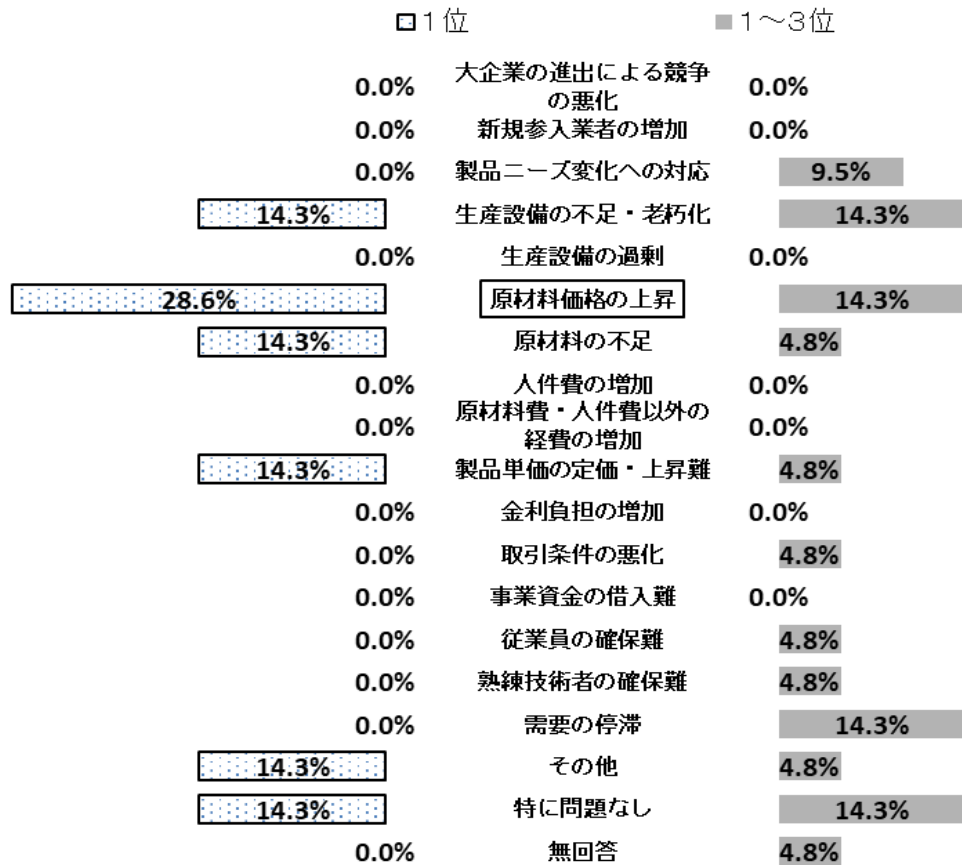 1位 1～3位
0.0% 大企業の進出による競争 0.0%
の悪化
0.0% 新規参入業者の増加 0.0%
0.0% 製品ニーズ変化への対応 9.5%
14.3% 生産設備の不足・老朽化 14.3%
0.0% 生産設備の過剰 0.0%
28.6% 原材料価格の上昇 14.3%
14.3% 原材料の不足 4.8%
0.0% 人件費の増加 0.0%
0.0% 原材料費・人件費以外の 0.0%
経費の増加
14.3% 製品単価の定価・上昇難 4.8%
0.0% 金利負担の増加 0.0%
0.0% 取引条件の悪化 4.8%
0.0% 事業資金の借入難 0.0%
0.0% 従業員の確保難 4.8%
0.0% 熟練技術者の確保難 4.8%
0.0% 需要の停滞 14.3%
14.3% その他 4.8%
14.3% 特に問題なし 14.3%
0.0% 無回答 4.8%